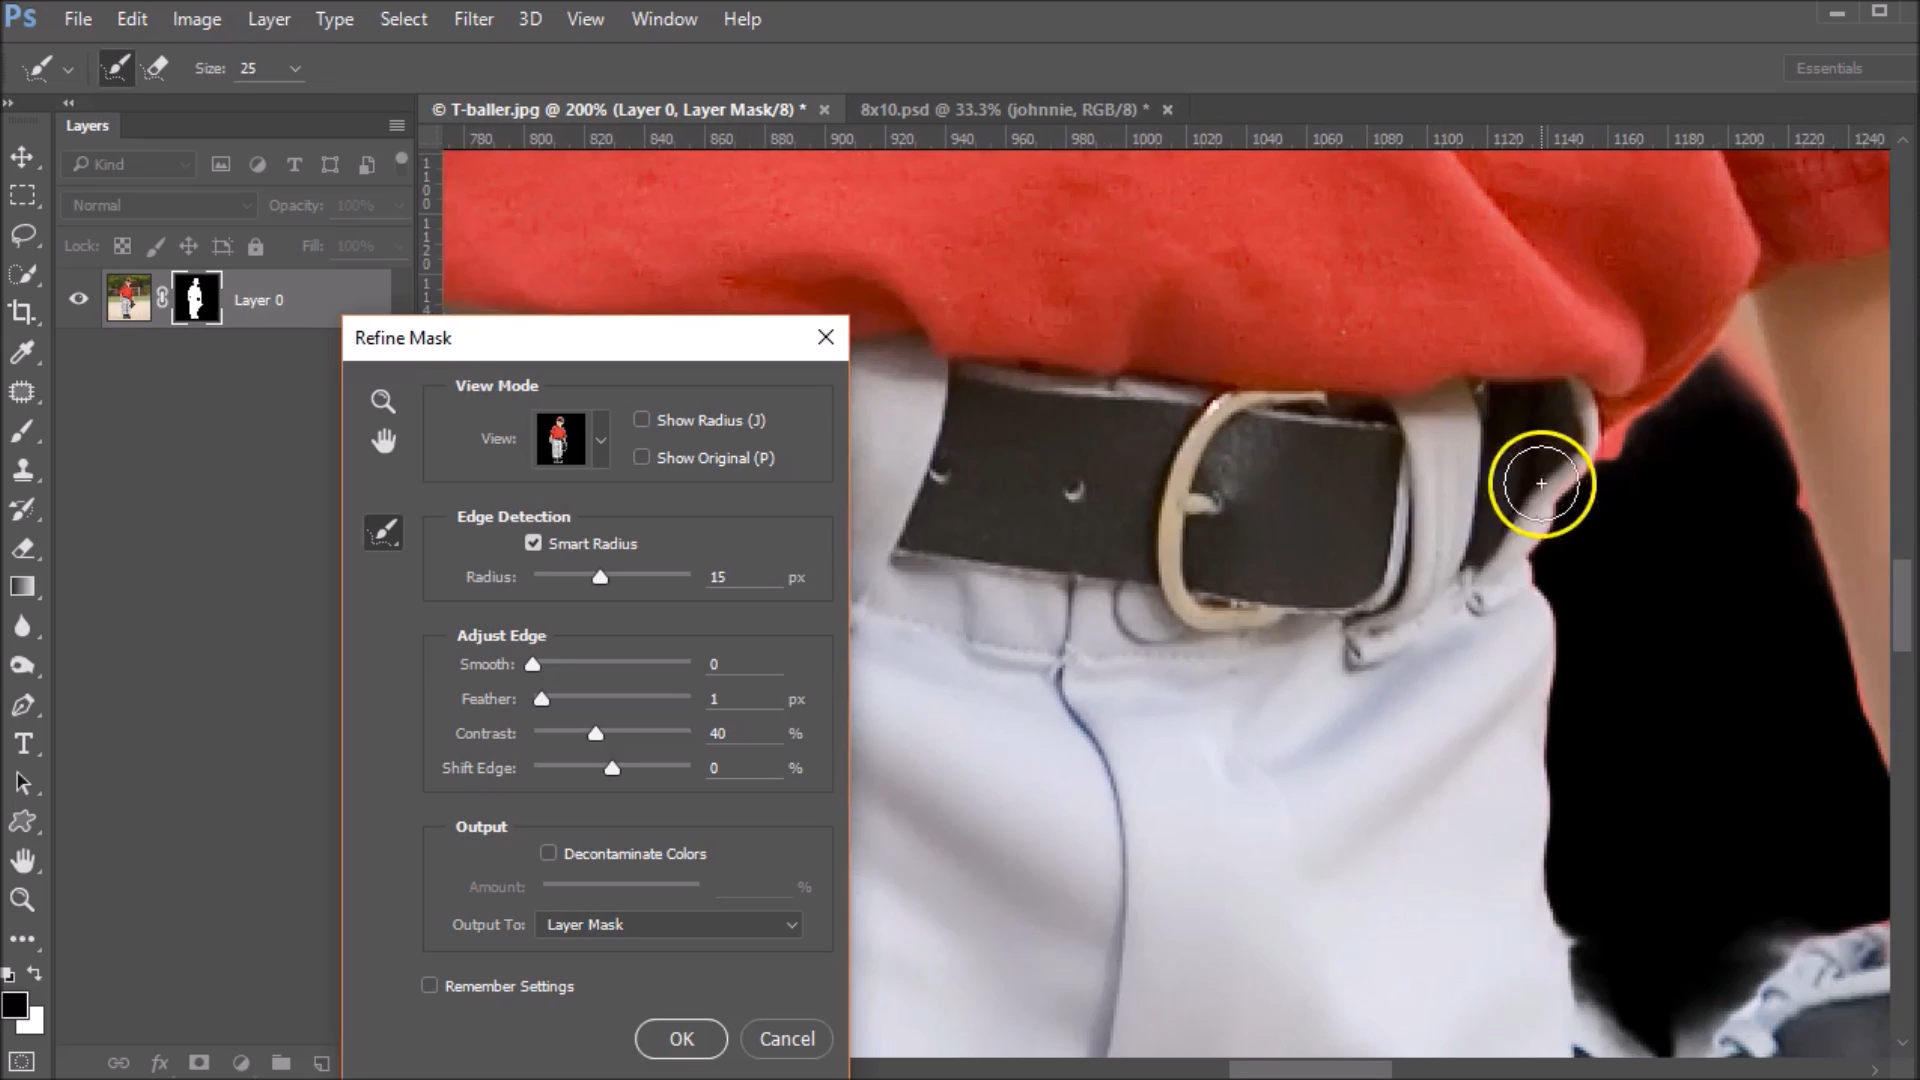 Ps File Edit Image Layer Type Select Filter 3D View Window Help
Size: 25 Essentials
© T-baller.jpg @ 200% (Layer 0, Layer Mask/8) * × 8x10.psd @ 33.3% (johnnie, RGB/8) * ×
Layers
780 800 820 840 860 880 900 920 940 960 980 1000 1020 1040 1060 1080 1100 1120 1140 1160 1180 1200 1220 1240
Kind
Normal Opacity: 100%
Lock: Fill: 100%
Layer 0
Refine Mask
View Mode
View: Show Radius (J)
Show Original (P)
Edge Detection
Smart Radius
Radius: 15 px
Adjust Edge
Smooth: 0
Feather: 1 px
Contrast: 40 %
Shift Edge: 0 %
Output
Decontaminate Colors
Amount: %
Output To: Layer Mask
Remember Settings
OK Cancel
fx